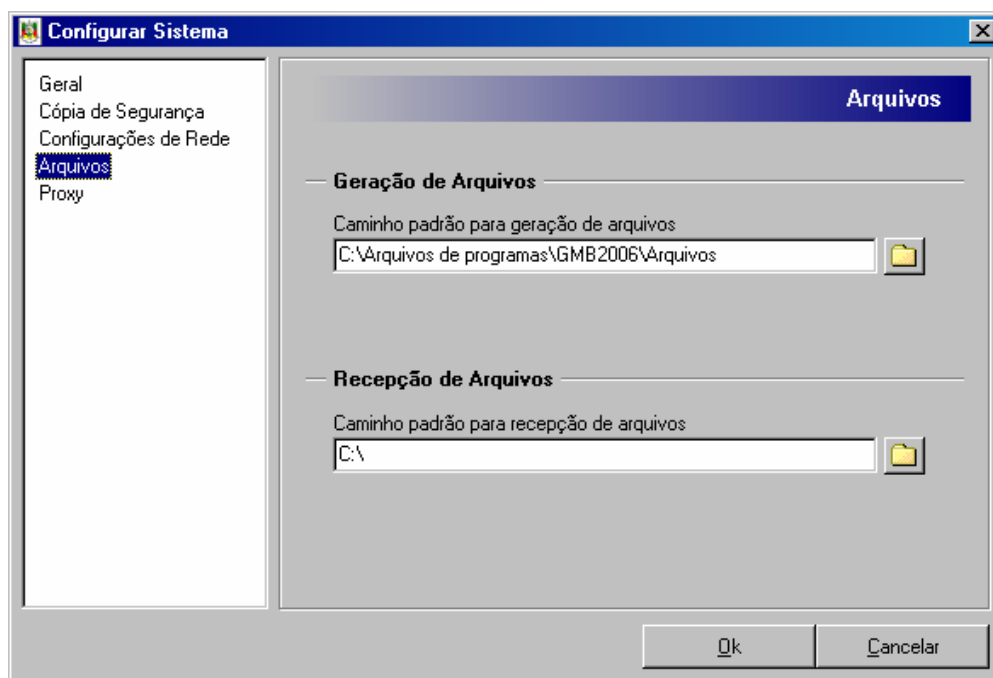 Configurar Sistema
Geral
Cópia de Segurança
Configurações de Rede
Arquivos
Proxy
Arquivos
Geração de Arquivos
Caminho padrão para geração de arquivos
C:\Arquivos de programas\GMB2006\Arquivos
Recepção de Arquivos
Caminho padrão para recepção de arquivos
C:\
Ok
Cancelar